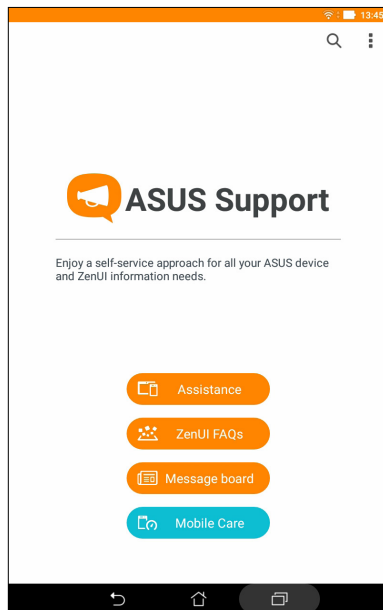 13:45
ASUS Support
Enjoy a self-service approach for all your ASUS device
and ZenUI information needs.
Assistance
ZenUI FAQs
Message board
Mobile Care